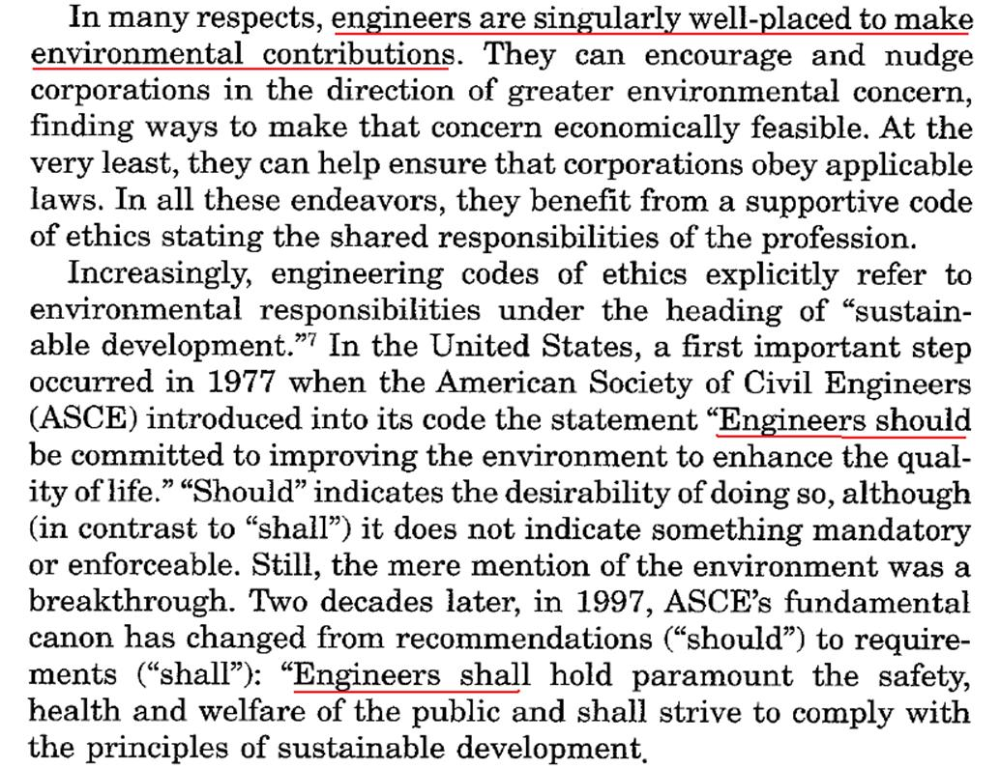 In many respects, engineers are singularly well-placed to make
environmental contributions. They can encourage and nudge
corporations in the direction of greater environmental concern,
finding ways to make that concern economically feasible. At the
very least, they can help ensure that corporations obey applicable
laws. In all these endeavors, they benefit from a supportive code
of ethics stating the shared responsibilities of the profession.
Increasingly, engineering codes of ethics explicitly refer to
environmental responsibilities under the heading of “sustain-
able development.”7 In the United States, a first important step
occurred in 1977 when the American Society of Civil Engineers
(ASCE) introduced into its code the statement “Engineers should
be committed to improving the environment to enhance the qual-
ity of life.” “Should” indicates the desirability of doing so, although
(in contrast to “shall”) it does not indicate something mandatory
or enforceable. Still, the mere mention of the environment was a
breakthrough. Two decades later, in 1997, ASCE’s fundamental
canon has changed from recommendations (“should”) to require-
ments (“shall”): “Engineers shall hold paramount the safety,
health and welfare of the public and shall strive to comply with
the principles of sustainable development.